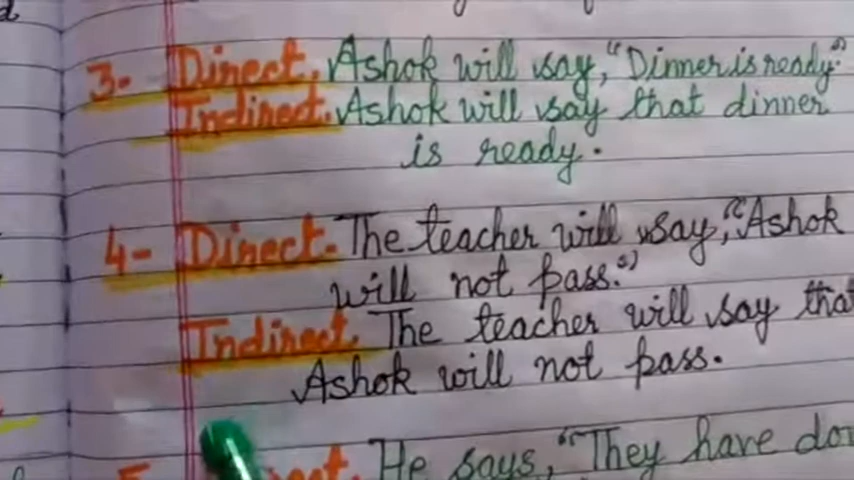 3- Direct. Ashok will say, "Dinner is ready."
Indirect. Ashok will say that dinner
is ready.
4- Direct. The teacher will say, "Ashok
will not pass."
Indirect. The teacher will say that
Ashok will not pass.
5 He says, "They have